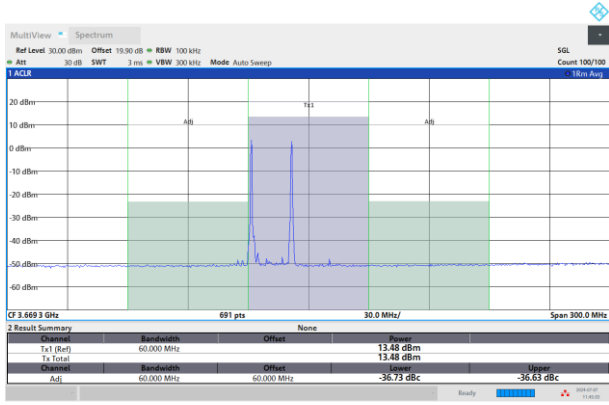 MultiView Spectrum
Ref Level 30.00 dBm Offset 19.90 dB RBW 100 kHz SGL
Att 30 dB SWT 3 ms VBW 300 kHz Mode Auto Sweep Count 100/100
1 ACLR 1Rm Avg
Tx1
Adj Adj
20 dBm
10 dBm
0 dBm
-10 dBm
-20 dBm
-30 dBm
-40 dBm
-50 dBm
-60 dBm
CF 3.669 3 GHz 691 pts 30.0 MHz/ Span 300.0 MHz
2 Result Summary None
Channel Bandwidth Offset Power
Tx1 (Ref) 60.000 MHz 13.48 dBm
Tx Total 13.48 dBm
Channel Bandwidth Offset Lower Upper
Adj 60.000 MHz 60.000 MHz -36.73 dBc -36.63 dBc
Ready